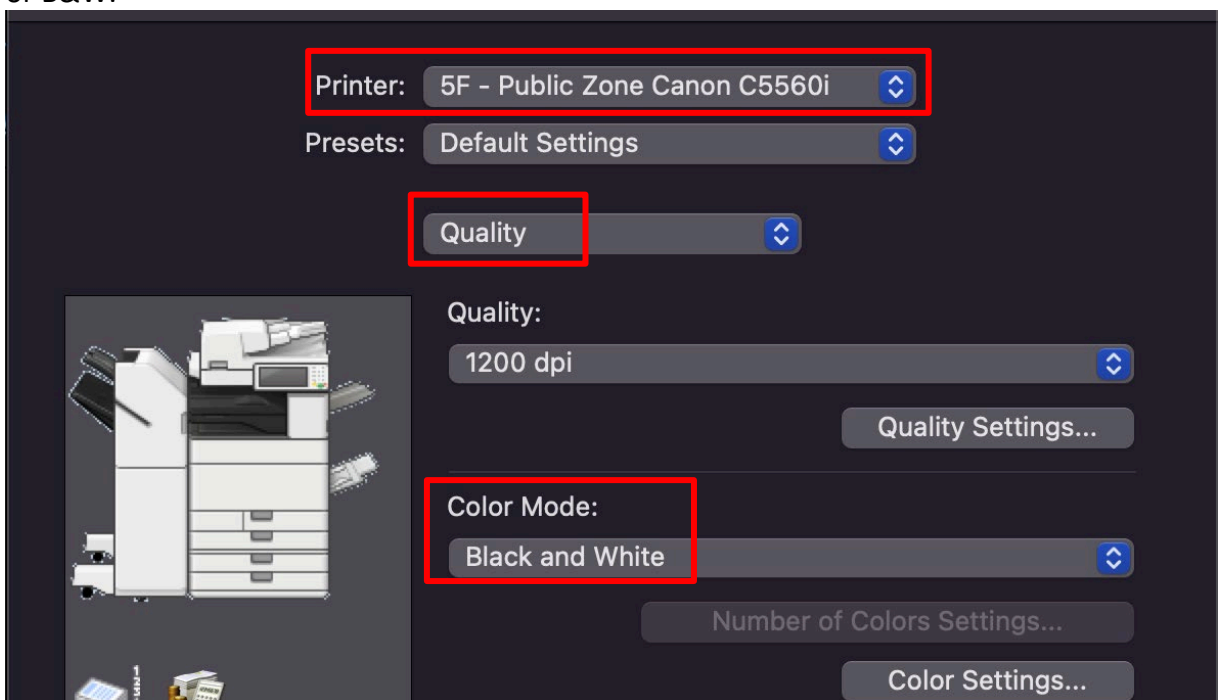 Printer: 5F - Public Zone Canon C5560i
Presets: Default Settings
Quality
Quality:
1200 dpi
Quality Settings...
Color Mode:
Black and White
Number of Colors Settings...
Color Settings...